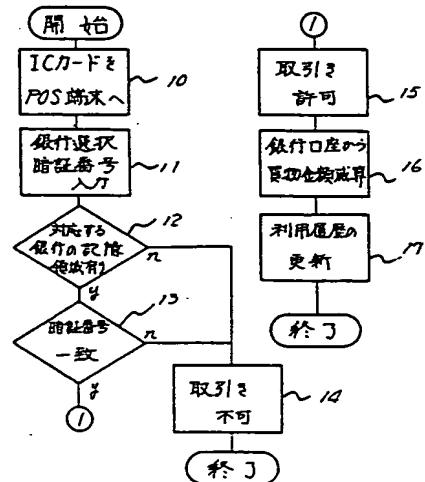 開始
ICカードを
POS端末へ
10
銀行選択
暗証番号
入力
11
対応する
銀行の記憶
領域有り
12
n
y
暗証番号
一致
13
n
y
①
取引き
不可
14
終了
①
取引き
許可
15
銀行口座から
買物金額減算
16
利用履歴の
更新
17
終了